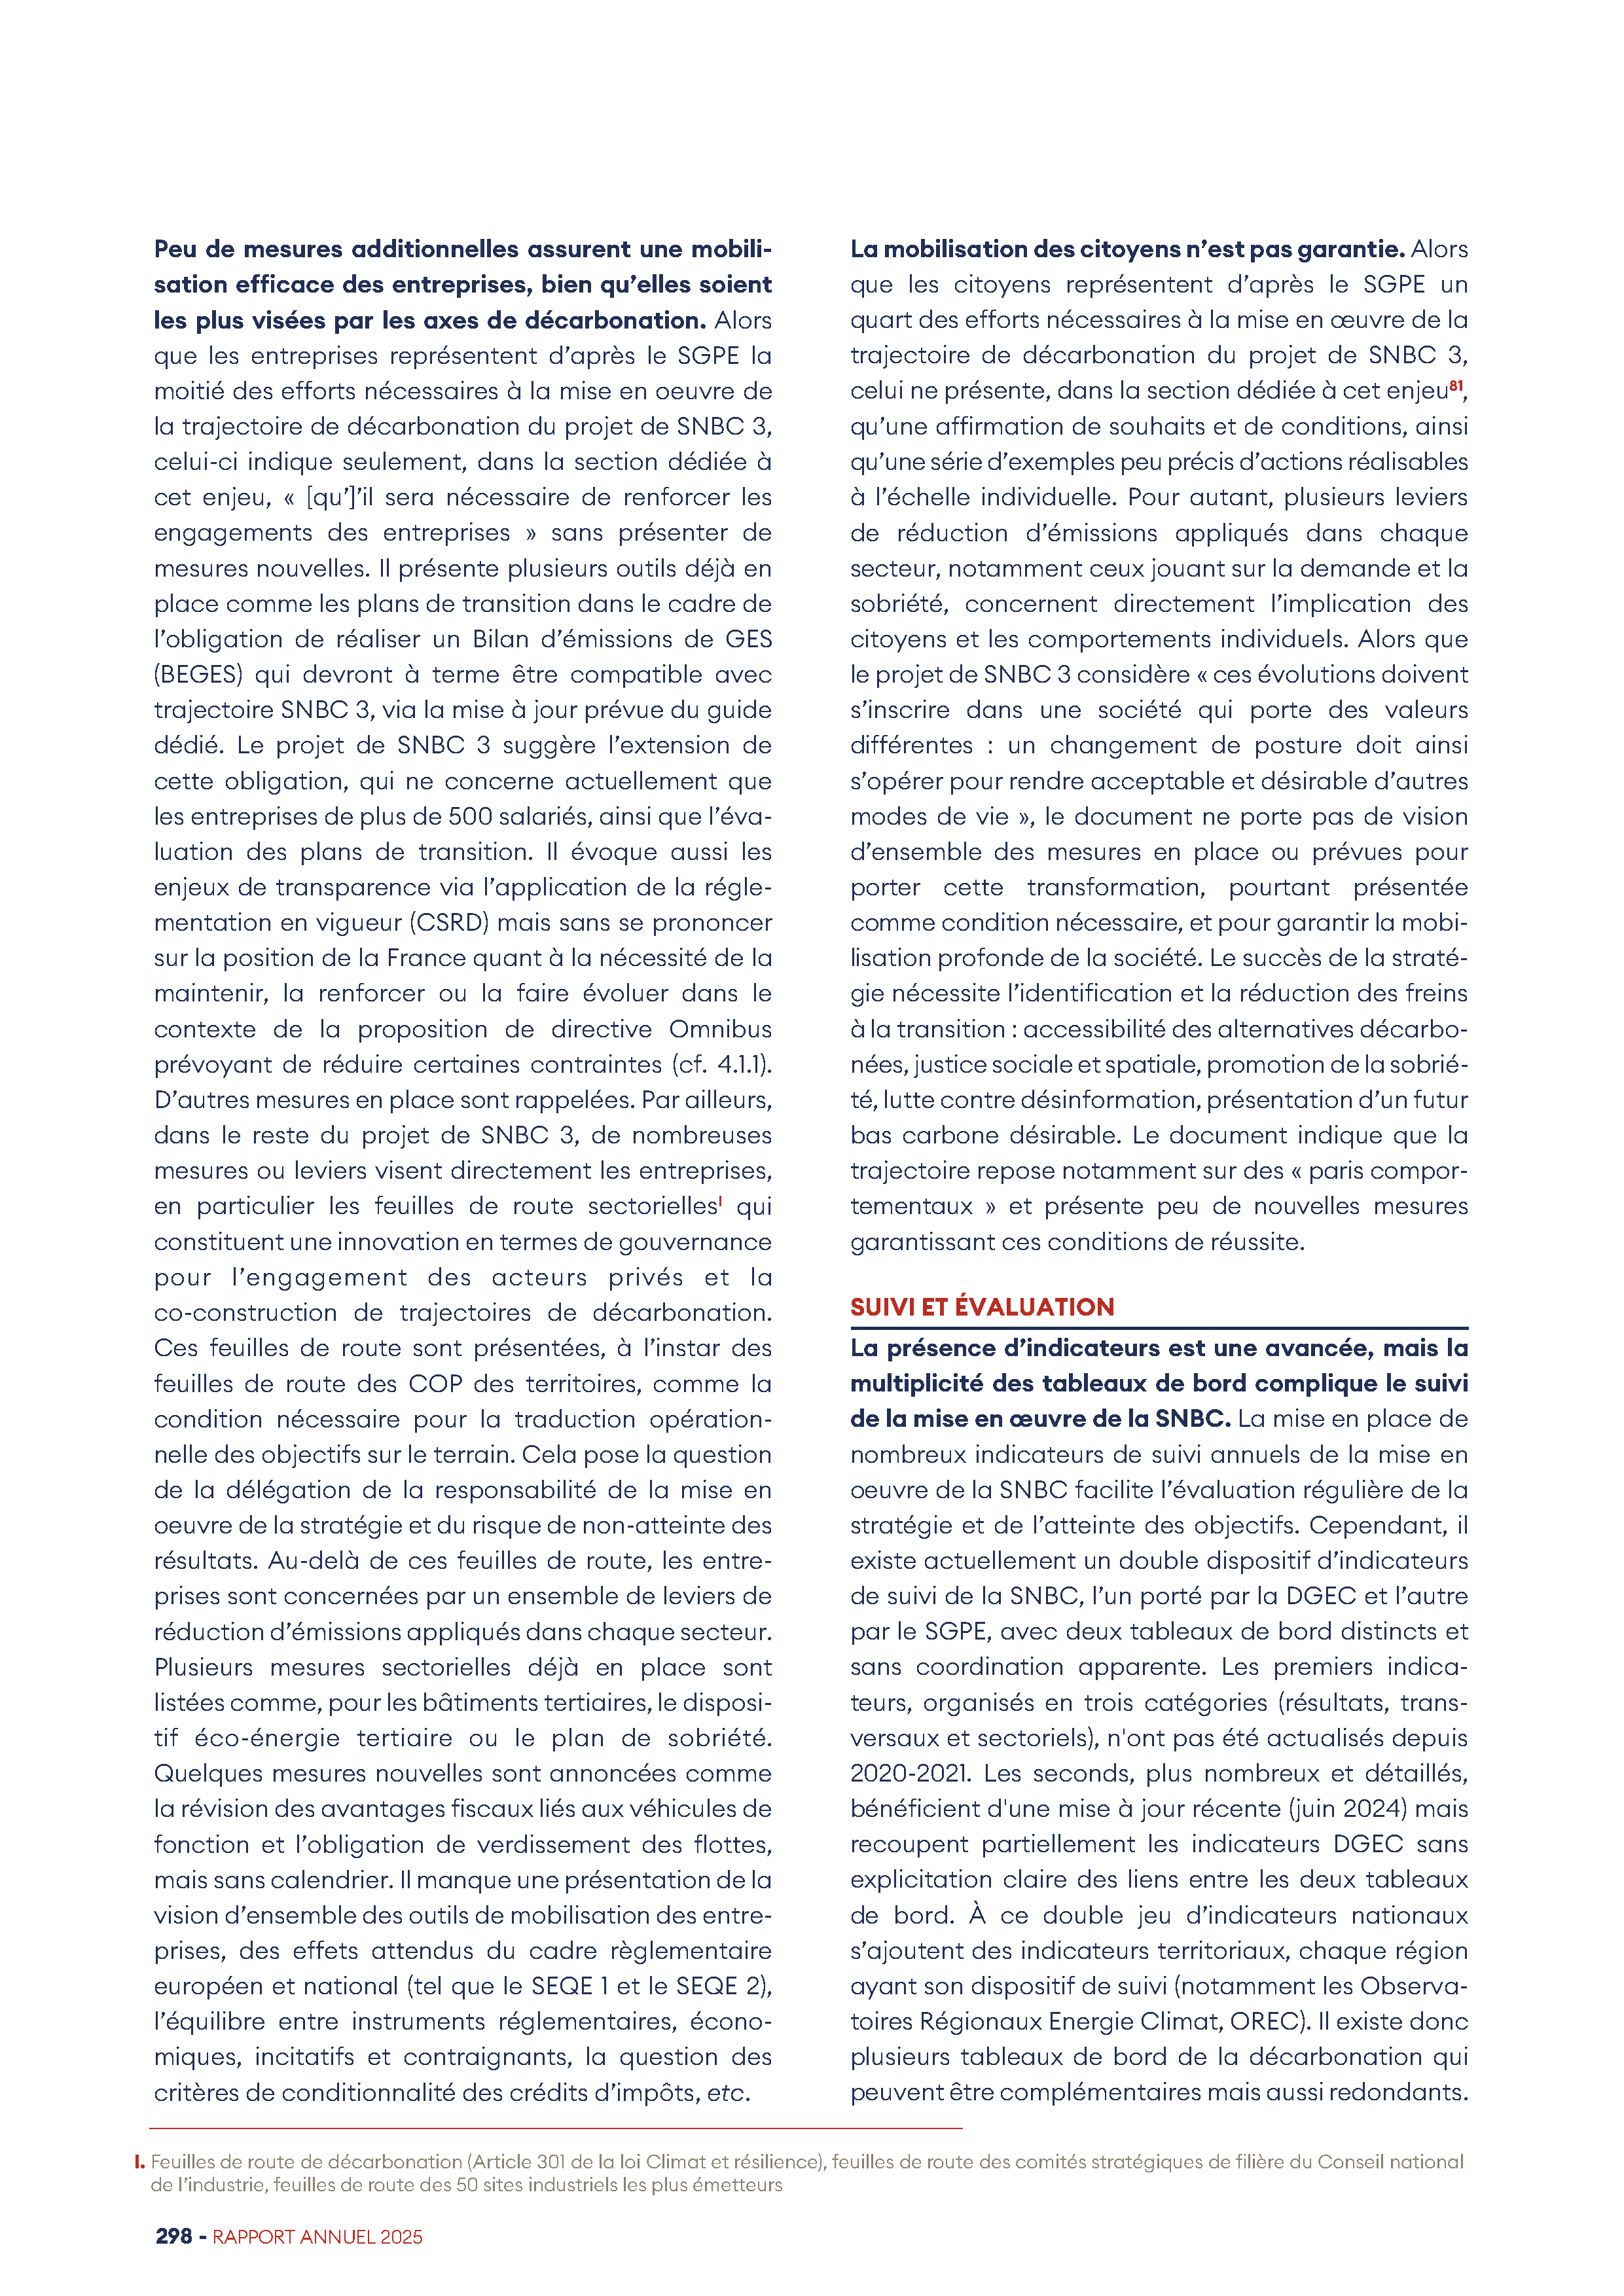 Peu de mesures additionnelles assurent une mobili-
sation efficace des entreprises, bien qu’elles soient
les plus visées par les axes de décarbonation. Alors
que les entreprises représentent d’après le SGPE la
moitié des efforts nécessaires à la mise en oeuvre de
la trajectoire de décarbonation du projet de SNBC 3,
celui-ci indique seulement, dans la section dédiée à
cet enjeu, « [qu’]’il sera nécessaire de renforcer les
engagements des entreprises » sans présenter de
mesures nouvelles. Il présente plusieurs outils déjà en
place comme les plans de transition dans le cadre de
l’obligation de réaliser un Bilan d’émissions de GES
(BEGES) qui devront à terme être compatible avec
trajectoire SNBC 3, via la mise à jour prévue du guide
dédié. Le projet de SNBC 3 suggère l’extension de
cette obligation, qui ne concerne actuellement que
les entreprises de plus de 500 salariés, ainsi que l’éva-
luation des plans de transition. Il évoque aussi les
enjeux de transparence via l’application de la régle-
mentation en vigueur (CSRD) mais sans se prononcer
sur la position de la France quant à la nécessité de la
maintenir, la renforcer ou la faire évoluer dans le
contexte de la proposition de directive Omnibus
prévoyant de réduire certaines contraintes (cf. 4.1.1).
D’autres mesures en place sont rappelées. Par ailleurs,
dans le reste du projet de SNBC 3, de nombreuses
mesures ou leviers visent directement les entreprises,
en particulier les feuilles de route sectoriellesI qui
constituent une innovation en termes de gouvernance
pour l’engagement des acteurs privés et la
co-construction de trajectoires de décarbonation.
Ces feuilles de route sont présentées, à l’instar des
feuilles de route des COP des territoires, comme la
condition nécessaire pour la traduction opération-
nelle des objectifs sur le terrain. Cela pose la question
de la délégation de la responsabilité de la mise en
oeuvre de la stratégie et du risque de non-atteinte des
résultats. Au-delà de ces feuilles de route, les entre-
prises sont concernées par un ensemble de leviers de
réduction d’émissions appliqués dans chaque secteur.
Plusieurs mesures sectorielles déjà en place sont
listées comme, pour les bâtiments tertiaires, le disposi-
tif éco-énergie tertiaire ou le plan de sobriété.
Quelques mesures nouvelles sont annoncées comme
la révision des avantages fiscaux liés aux véhicules de
fonction et l’obligation de verdissement des flottes,
mais sans calendrier. Il manque une présentation de la
vision d’ensemble des outils de mobilisation des entre-
prises, des effets attendus du cadre règlementaire
européen et national (tel que le SEQE 1 et le SEQE 2),
l’équilibre entre instruments réglementaires, écono-
miques, incitatifs et contraignants, la question des
critères de conditionnalité des crédits d’impôts, etc.
La mobilisation des citoyens n’est pas garantie. Alors
que les citoyens représentent d’après le SGPE un
quart des efforts nécessaires à la mise en œuvre de la
trajectoire de décarbonation du projet de SNBC 3,
celui ne présente, dans la section dédiée à cet enjeu81,
qu’une affirmation de souhaits et de conditions, ainsi
qu’une série d’exemples peu précis d’actions réalisables
à l’échelle individuelle. Pour autant, plusieurs leviers
de réduction d’émissions appliqués dans chaque
secteur, notamment ceux jouant sur la demande et la
sobriété, concernent directement l’implication des
citoyens et les comportements individuels. Alors que
le projet de SNBC 3 considère « ces évolutions doivent
s’inscrire dans une société qui porte des valeurs
différentes : un changement de posture doit ainsi
s’opérer pour rendre acceptable et désirable d’autres
modes de vie », le document ne porte pas de vision
d’ensemble des mesures en place ou prévues pour
porter cette transformation, pourtant présentée
comme condition nécessaire, et pour garantir la mobi-
lisation profonde de la société. Le succès de la straté-
gie nécessite l’identification et la réduction des freins
à la transition : accessibilité des alternatives décarbo-
nées, justice sociale et spatiale, promotion de la sobrié-
té, lutte contre désinformation, présentation d’un futur
bas carbone désirable. Le document indique que la
trajectoire repose notamment sur des « paris compor-
tementaux » et présente peu de nouvelles mesures
garantissant ces conditions de réussite.
SUIVI ET ÉVALUATION
La présence d’indicateurs est une avancée, mais la
multiplicité des tableaux de bord complique le suivi
de la mise en œuvre de la SNBC. La mise en place de
nombreux indicateurs de suivi annuels de la mise en
oeuvre de la SNBC facilite l’évaluation régulière de la
stratégie et de l’atteinte des objectifs. Cependant, il
existe actuellement un double dispositif d’indicateurs
de suivi de la SNBC, l’un porté par la DGEC et l’autre
par le SGPE, avec deux tableaux de bord distincts et
sans coordination apparente. Les premiers indica-
teurs, organisés en trois catégories (résultats, trans-
versaux et sectoriels), n'ont pas été actualisés depuis
2020-2021. Les seconds, plus nombreux et détaillés,
bénéficient d'une mise à jour récente (juin 2024) mais
recoupent partiellement les indicateurs DGEC sans
explicitation claire des liens entre les deux tableaux
de bord. À ce double jeu d’indicateurs nationaux
s’ajoutent des indicateurs territoriaux, chaque région
ayant son dispositif de suivi (notamment les Observa-
toires Régionaux Energie Climat, OREC). Il existe donc
plusieurs tableaux de bord de la décarbonation qui
peuvent être complémentaires mais aussi redondants.
I. Feuilles de route de décarbonation (Article 301 de la loi Climat et résilience), feuilles de route des comités stratégiques de filière du Conseil national
de l’industrie, feuilles de route des 50 sites industriels les plus émetteurs
298 - RAPPORT ANNUEL 2025